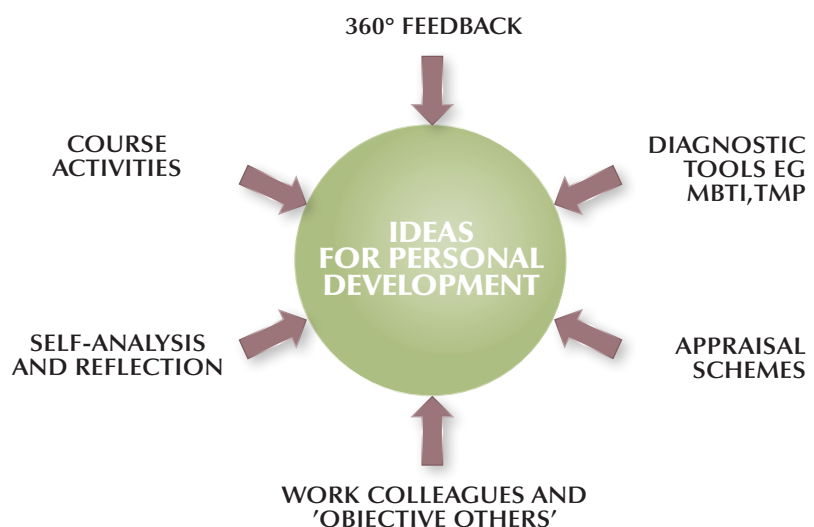 360° FEEDBACK
COURSE
ACTIVITIES
DIAGNOSTIC
TOOLS EG
MBTI,TMP
IDEAS
FOR PERSONAL
DEVELOPMENT
SELF-ANALYSIS
AND REFLECTION
APPRAISAL
SCHEMES
WORK COLLEAGUES AND
'OBJECTIVE OTHERS'